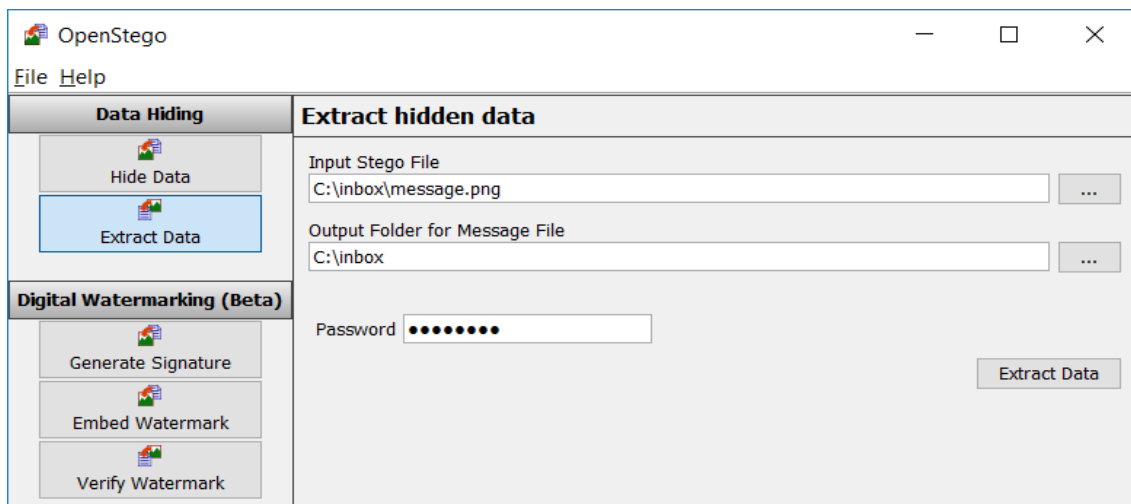 OpenStego
File Help
Data Hiding
Hide Data
Extract Data
Digital Watermarking (Beta)
Generate Signature
Embed Watermark
Verify Watermark
Extract hidden data
Input Stego File
C:\inbox\message.png
...
Output Folder for Message File
C:\inbox
...
Password ●●●●●●●●
Extract Data